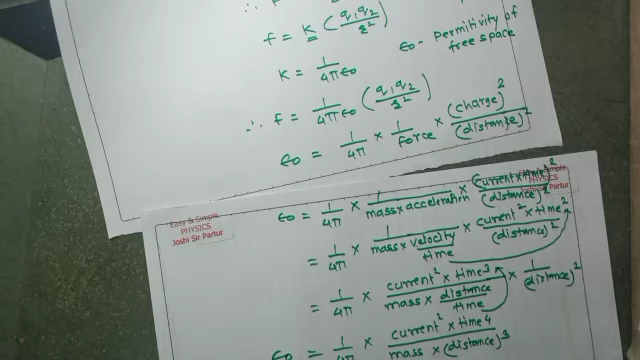 f = K (q₁q₂/r²)
ε₀ - Permitivity of
free space
K = 1/4πε₀
∴ f = 1/4πε₀ (q₁q₂/r²)
ε₀ = 1/4π × 1/force × (charge)²/(distance)²
Easy & Simple
PHYSICS
Joshi Sir Partur
PHYSICS
Joshi Sir Partur
ε₀ = 1/4π × 1/mass × acceleration × (current × time)²/(distance)²
= 1/4π × 1/mass × velocity/time × current² × time²/(distance)²
= 1/4π × current² × time³/mass × distance/time × 1/(distance)²
ε₀ = 1/4π × current² × time⁴/mass × (distance)³